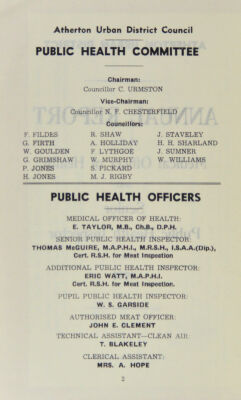 Atherton Urban District Council
PUBLIC HEALTH COMMITTEE
Chairman:
Councillor C. URMSTON
Vice-Chairman:
Councillor N. F. CHESTERFIELD
Councillors:
F. FILDES R. SHAW J. STAVELEY
G. FIRTH A. HOLLIDAY H. R. SHARLAND
W. GOULDEN F. LYTHGOE J. SUMNER
G. GRIMSHAW W. MURPHY W. WILLIAMS
P. JONES S. PICKARD
H. JONES M. J. RIGBY
PUBLIC HEALTH OFFICERS
MEDICAL OFFICER OF HEALTH:
E. TAYLOR, M.B., Ch.B., D.P.H.
SENIOR PUBLIC HEALTH INSPECTOR:
THOMAS McGUIRE, M.A.P.H.I., M.R.S.H., I.S.A.A.(Dip.),
Cert. R.S.H. for Meat Inspection
ADDITIONAL PUBLIC HEALTH INSPECTOR:
ERIC WATT, M.A.P.H.I.
Cert. R.S.H. for Meat Inspection.
PUPIL PUBLIC HEALTH INSPECTOR:
W. S. GARSIDE
AUTHORISED MEAT OFFICER:
JOHN E. CLEMENT
TECHNICAL ASSISTANT—CLEAN AIR:
T. BLAKELEY
CLERICAL ASSISTANT:
MRS. A. HOPE
2